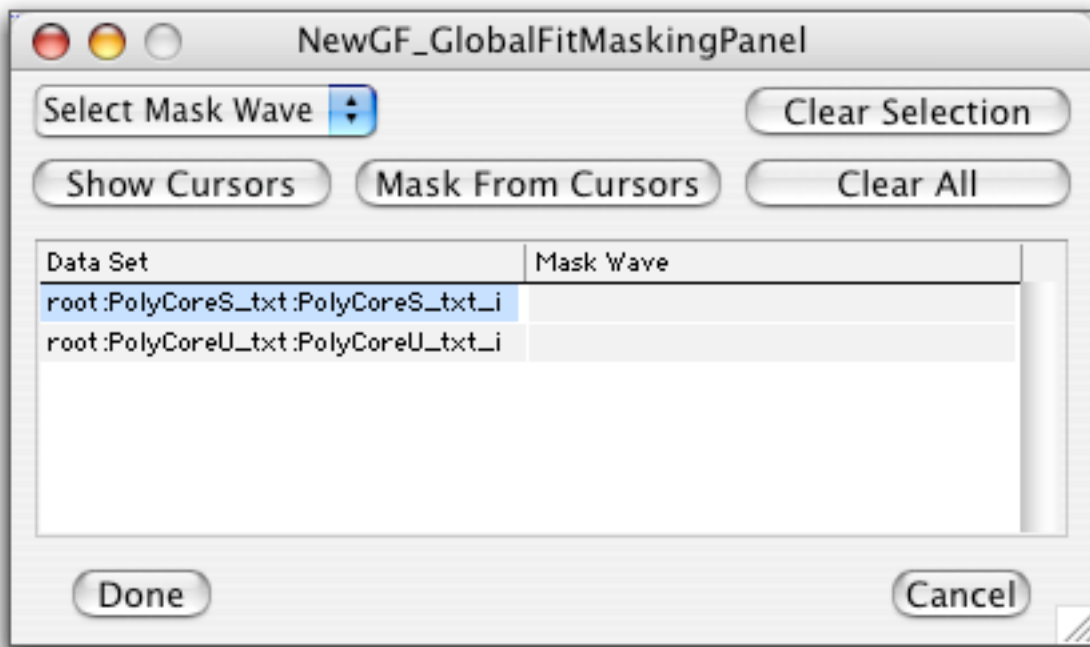 NewGF_GlobalFitMaskingPanel
Select Mask Wave Clear Selection
Show Cursors Mask From Cursors Clear All
Data Set Mask Wave
root:PolyCoreS_txt:PolyCoreS_txt_i
root:PolyCoreU_txt:PolyCoreU_txt_i
Done Cancel